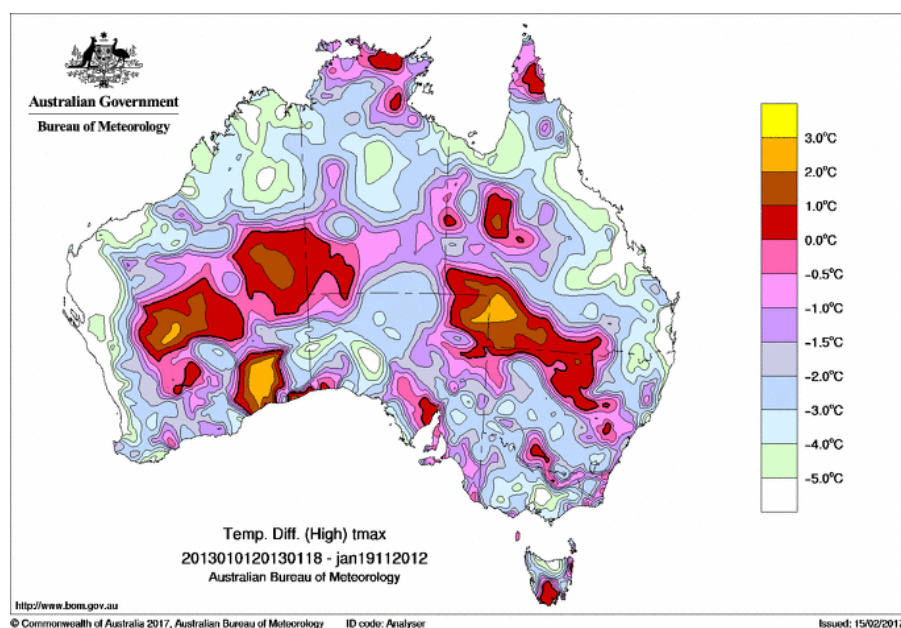 Australian Government
Bureau of Meteorology
3.0°C
2.0°C
1.0°C
0.0°C
-0.5°C
-1.0°C
-1.5°C
-2.0°C
-3.0°C
-4.0°C
-5.0°C
Temp. Diff. (High) tmax
2013010120130118 - jan19112012
Australian Bureau of Meteorology
http://www.bom.gov.au
© Commonwealth of Australia 2017, Australian Bureau of Meteorology ID code: Analyser Issued: 15/02/2017